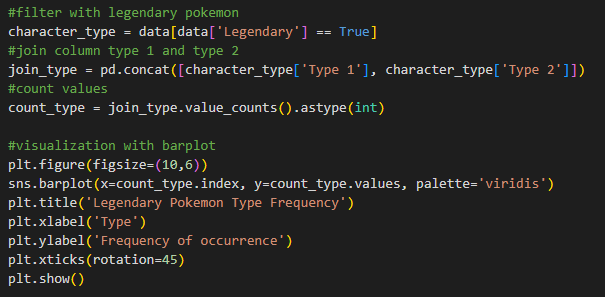 #filter with legendary pokemon
character_type = data[data['Legendary'] == True]
#join column type 1 and type 2
join_type = pd.concat([character_type['Type 1'], character_type['Type 2']])
#count values
count_type = join_type.value_counts().astype(int)

#visualization with barplot
plt.figure(figsize=(10,6))
sns.barplot(x=count_type.index, y=count_type.values, palette='viridis')
plt.title('Legendary Pokemon Type Frequency')
plt.xlabel('Type')
plt.ylabel('Frequency of occurrence')
plt.xticks(rotation=45)
plt.show()